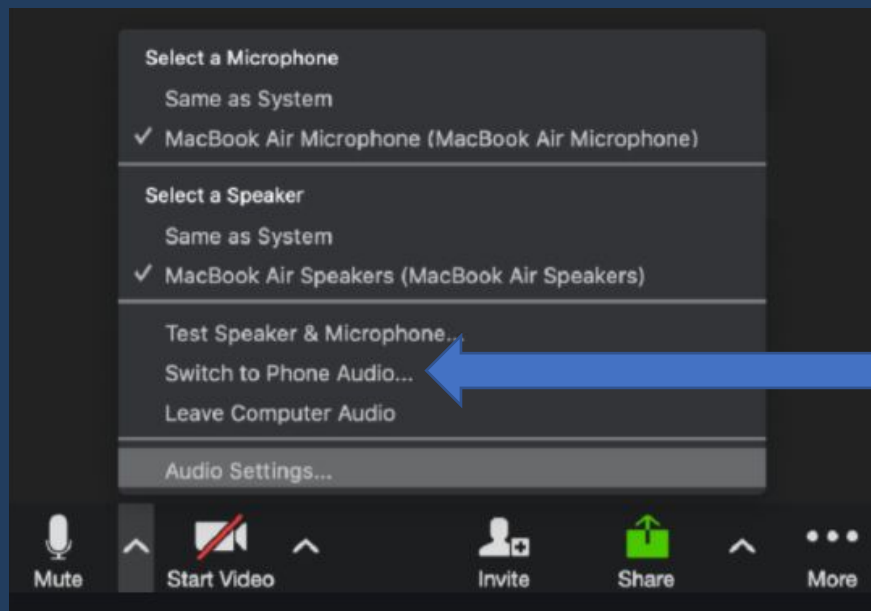 Select a Microphone
Same as System
✓ MacBook Air Microphone (MacBook Air Microphone)
Select a Speaker
Same as System
✓ MacBook Air Speakers (MacBook Air Speakers)
Test Speaker & Microphone...
Switch to Phone Audio...
Leave Computer Audio
Audio Settings...
Mute
Start Video
Invite
Share
More